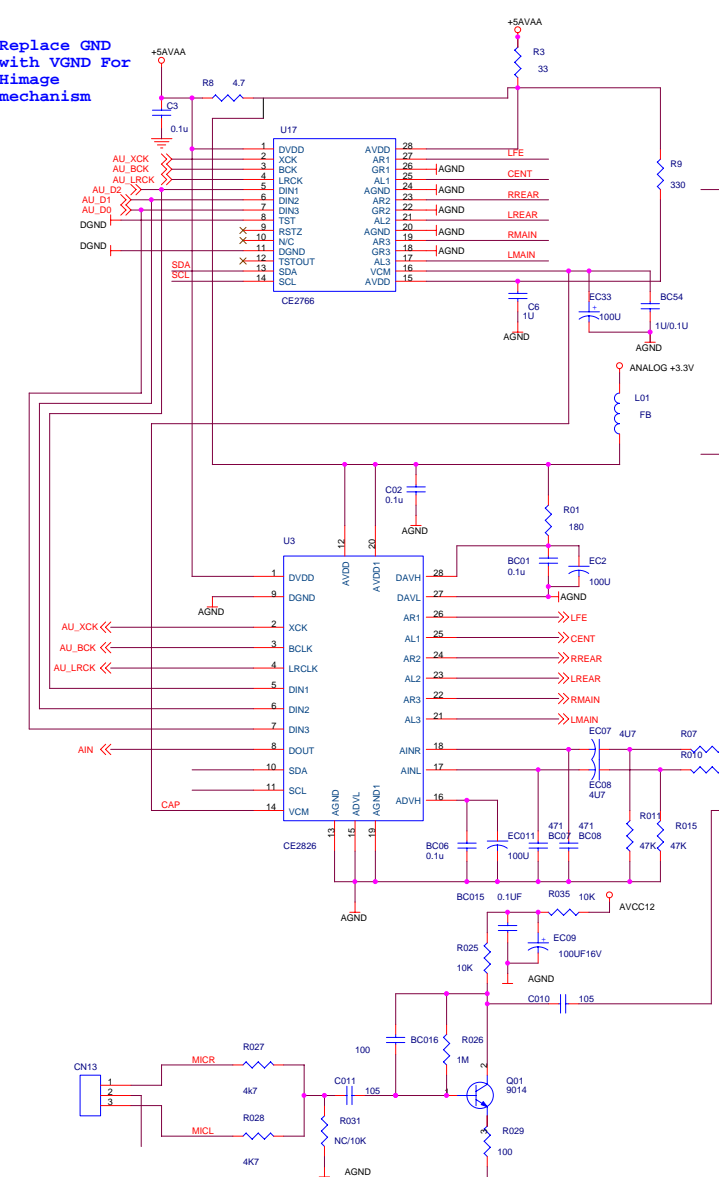 Replace GND
with VGND For
Himage
mechanism
+5AVAA
+5AVAA
R3
33
R8 4.7
C3
0.1u
U17
R9
330
1 DVDD AVDD 28
2 XCK AR1 27 LFE
3 BCK GR1 26 AGND
4 LRCK AL1 25 CENT
5 DIN1 AGND 24 AGND
6 DIN2 AR2 23 RREAR
7 DIN3 GR2 22 AGND
8 TST AL2 21 LREAR
9 RSTZ AGND 20 AGND
10 N/C AR3 19 RMAIN
11 DGND GR3 18 AGND
12 TSTOUT AL3 17 LMAIN
13 SDA VCM 16
14 SCL AVDD 15
AU_XCK
AU_BCK
AU_LRCK
AU_D2
AU_D1
AU_D0
DGND
DGND
SDA
SCL
CE2766
C6
1U
AGND
EC33
+
100U
BC54
1U/0.1U
AGND
ANALOG +3.3V
L01
FB
C02
0.1u
AGND
R01
180
U3
12 AVDD
20 AVDD1
BC01
0.1u
EC2
100U
AGND
1 DVDD DAVH 28
9 DGND DAVL 27
AGND
AU_XCK 2 XCK AR1 26 LFE
AU_BCK 3 BCLK AL1 25 CENT
AU_LRCK 4 LRCLK AR2 24 RREAR
5 DIN1 AL2 23 LREAR
6 DIN2 AR3 22 RMAIN
7 DIN3 AL3 21 LMAIN
AIN 8 DOUT AINR 18
10 SDA AINL 17
11 SCL
CAP 14 VCM ADVH 16
AGND 13
ADVL 15
AGND1 19
CE2826
EC07 4U7
EC08
4U7
R07
R010
BC06
0.1u
EC011
100U
471
BC07
471
BC08
R011
47K
R015
47K
AGND
BC015 0.1UF
R035 10K
AVCC12
+
EC09
100UF16V
AGND
R025
10K
C010 105
100
BC016
R026
1M
CN13
1
2
3
MICR
R027
4k7
MICL
R028
4K7
C011
105
R031
NC/10K
AGND
1
2
3
Q01
9014
R029
100